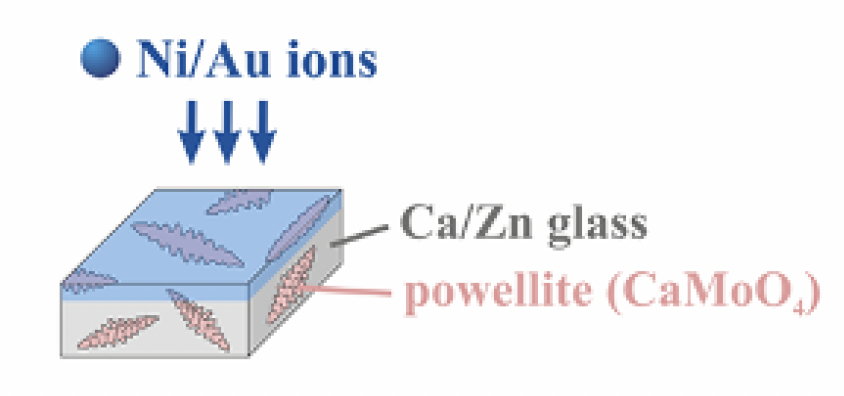 Ni/Au ions
Ca/Zn glass
powellite (CaMoO₄)